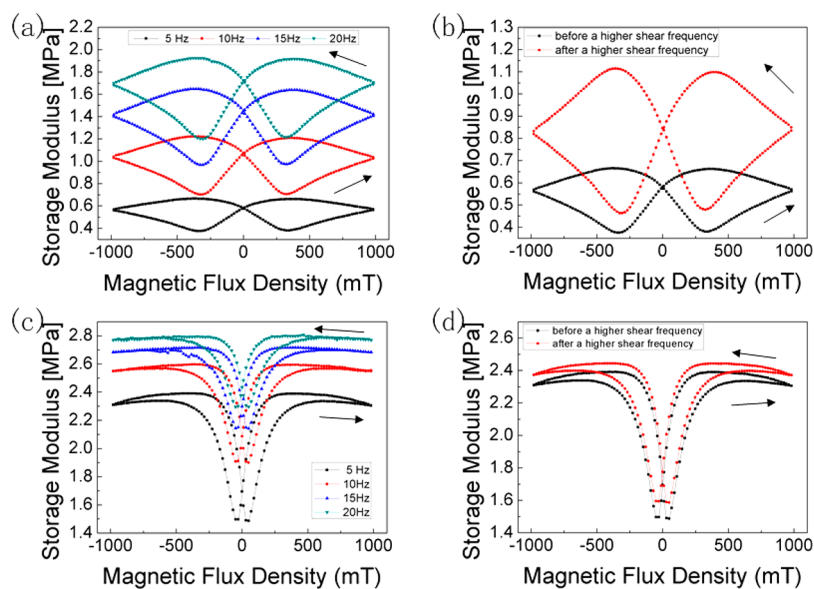 (a)
5 Hz 10Hz 15Hz 20Hz
Storage Modulus [MPa]
2.2
2.0
1.8
1.6
1.4
1.2
1.0
0.8
0.6
0.4
-1000 -500 0 500 1000
Magnetic Flux Density (mT)
(b)
before a higher shear frequency
after a higher shear frequency
Storage Modulus [MPa]
1.3
1.2
1.1
1.0
0.9
0.8
0.7
0.6
0.5
0.4
-1000 -500 0 500 1000
Magnetic Flux Density (mT)
(c)
Storage Modulus [MPa]
3.0
2.8
2.6
2.4
2.2
2.0
1.8
1.6
1.4
5 Hz
10Hz
15Hz
20Hz
-1000 -500 0 500 1000
Magnetic Flux Density (mT)
(d)
before a higher shear frequency
after a higher shear frequency
Storage Modulus [MPa]
2.6
2.4
2.2
2.0
1.8
1.6
1.4
-1000 -500 0 500 1000
Magnetic Flux Density (mT)